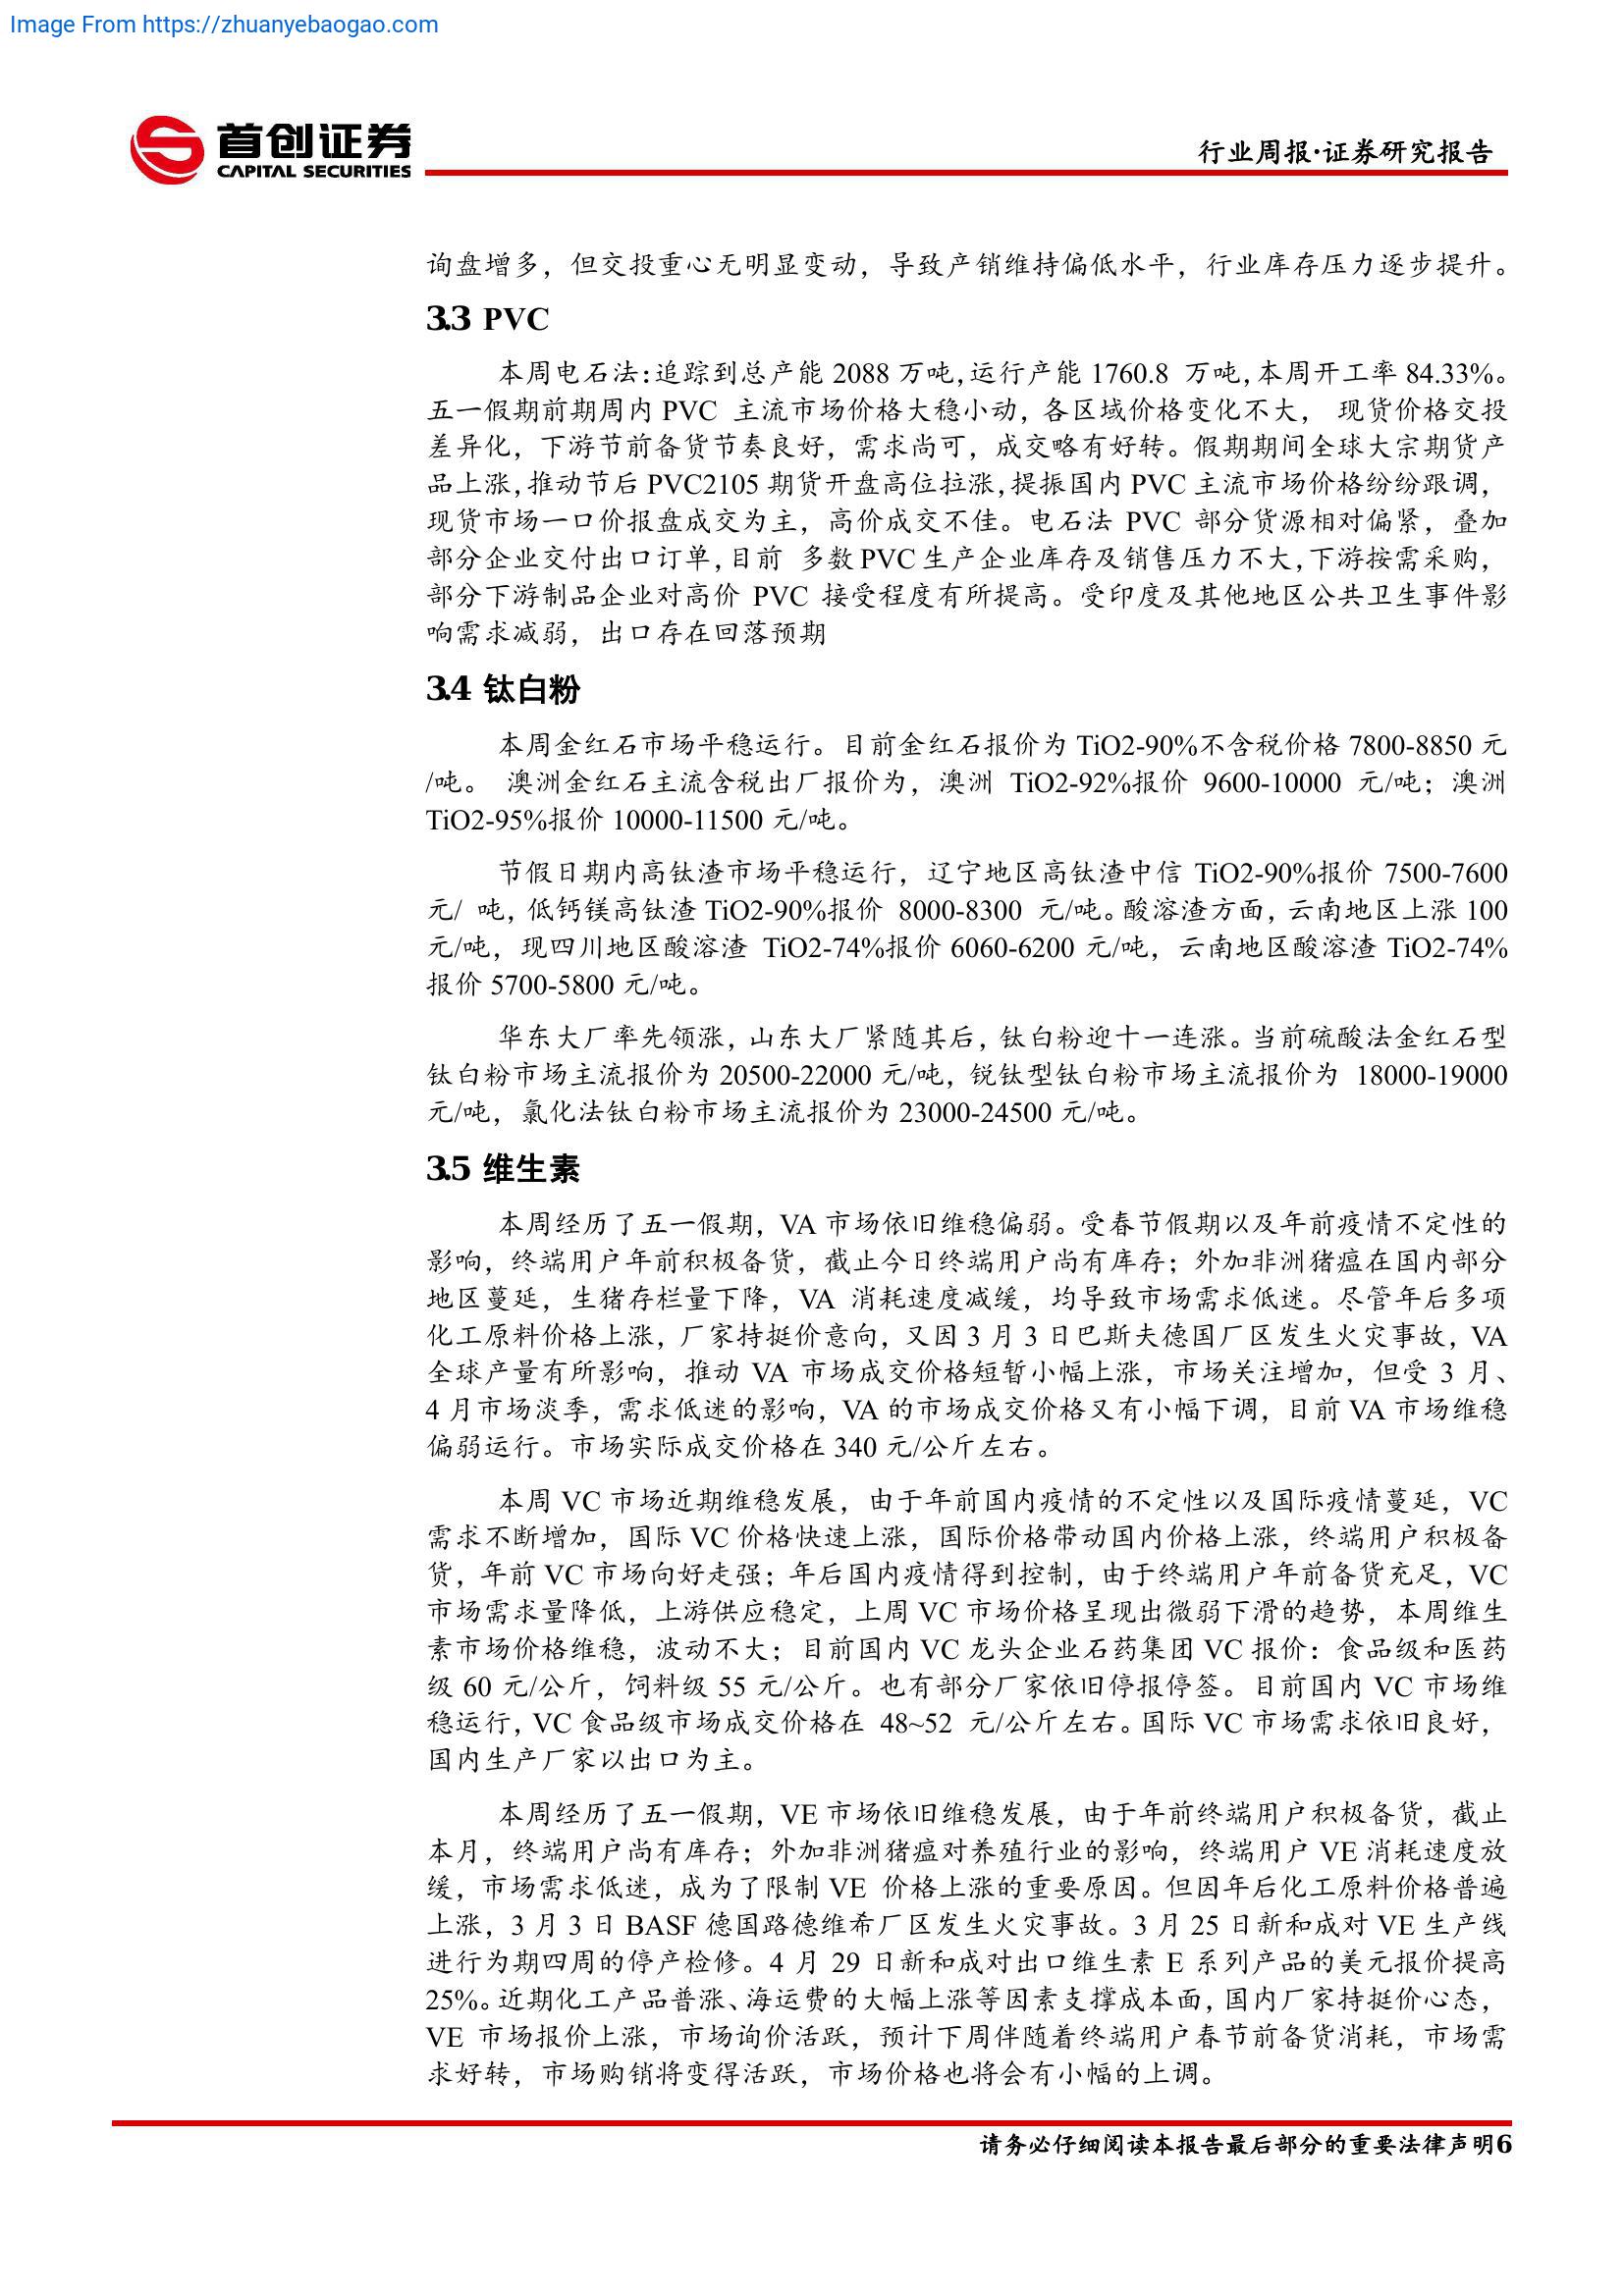 Image From https://zhuanyebaogao.com
首创证券
CAPITAL SECURITIES
行业周报·证券研究报告
询盘增多，但交投重心无明显变动，导致产销维持偏低水平，行业库存压力逐步提升。
3.3 PVC
本周电石法：追踪到总产能 2088 万吨，运行产能 1760.8 万吨，本周开工率 84.33%。
五一假期前期周内 PVC 主流市场价格大稳小动，各区域价格变化不大， 现货价格交投
差异化，下游节前备货节奏良好，需求尚可，成交略有好转。假期期间全球大宗期货产
品上涨，推动节后 PVC2105 期货开盘高位拉涨，提振国内 PVC 主流市场价格纷纷跟调，
现货市场一口价报盘成交为主，高价成交不佳。电石法 PVC 部分货源相对偏紧，叠加
部分企业交付出口订单，目前 多数 PVC 生产企业库存及销售压力不大，下游按需采购，
部分下游制品企业对高价 PVC 接受程度有所提高。受印度及其他地区公共卫生事件影
响需求减弱，出口存在回落预期
3.4 钛白粉
本周金红石市场平稳运行。目前金红石报价为 TiO2-90%不含税价格 7800-8850 元
/吨。 澳洲金红石主流含税出厂报价为，澳洲 TiO2-92%报价 9600-10000 元/吨；澳洲
TiO2-95%报价 10000-11500 元/吨。
节假日期内高钛渣市场平稳运行，辽宁地区高钛渣中信 TiO2-90%报价 7500-7600
元/ 吨，低钙镁高钛渣 TiO2-90%报价 8000-8300 元/吨。酸溶渣方面，云南地区上涨 100
元/吨，现四川地区酸溶渣 TiO2-74%报价 6060-6200 元/吨，云南地区酸溶渣 TiO2-74%
报价 5700-5800 元/吨。
华东大厂率先领涨，山东大厂紧随其后，钛白粉迎十一连涨。当前硫酸法金红石型
钛白粉市场主流报价为 20500-22000 元/吨，锐钛型钛白粉市场主流报价为 18000-19000
元/吨，氯化法钛白粉市场主流报价为 23000-24500 元/吨。
3.5 维生素
本周经历了五一假期，VA 市场依旧维稳偏弱。受春节假期以及年前疫情不定性的
影响，终端用户年前积极备货，截止今日终端用户尚有库存；外加非洲猪瘟在国内部分
地区蔓延，生猪存栏量下降，VA 消耗速度减缓，均导致市场需求低迷。尽管年后多项
化工原料价格上涨，厂家持挺价意向，又因 3 月 3 日巴斯夫德国厂区发生火灾事故，VA
全球产量有所影响，推动 VA 市场成交价格短暂小幅上涨，市场关注增加，但受 3 月、
4 月市场淡季，需求低迷的影响，VA 的市场成交价格又有小幅下调，目前 VA 市场维稳
偏弱运行。市场实际成交价格在 340 元/公斤左右。
本周 VC 市场近期维稳发展，由于年前国内疫情的不定性以及国际疫情蔓延，VC
需求不断增加，国际 VC 价格快速上涨，国际价格带动国内价格上涨，终端用户积极备
货，年前 VC 市场向好走强；年后国内疫情得到控制，由于终端用户年前备货充足，VC
市场需求量降低，上游供应稳定，上周 VC 市场价格呈现出微弱下滑的趋势，本周维生
素市场价格维稳，波动不大；目前国内 VC 龙头企业石药集团 VC 报价：食品级和医药
级 60 元/公斤，饲料级 55 元/公斤。也有部分厂家依旧停报停签。目前国内 VC 市场维
稳运行，VC 食品级市场成交价格在 48~52 元/公斤左右。国际 VC 市场需求依旧良好，
国内生产厂家以出口为主。
本周经历了五一假期，VE 市场依旧维稳发展，由于年前终端用户积极备货，截止
本月，终端用户尚有库存；外加非洲猪瘟对养殖行业的影响，终端用户 VE 消耗速度放
缓，市场需求低迷，成为了限制 VE 价格上涨的重要原因。但因年后化工原料价格普遍
上涨，3 月 3 日 BASF 德国路德维希厂区发生火灾事故。3 月 25 日新和成对 VE 生产线
进行为期四周的停产检修。4 月 29 日新和成对出口维生素 E 系列产品的美元报价提高
25%。近期化工产品普涨、海运费的大幅上涨等因素支撑成本面，国内厂家持挺价心态，
VE 市场报价上涨，市场询价活跃，预计下周伴随着终端用户春节前备货消耗，市场需
求好转，市场购销将变得活跃，市场价格也将会有小幅的上调。
请务必仔细阅读本报告最后部分的重要法律声明6